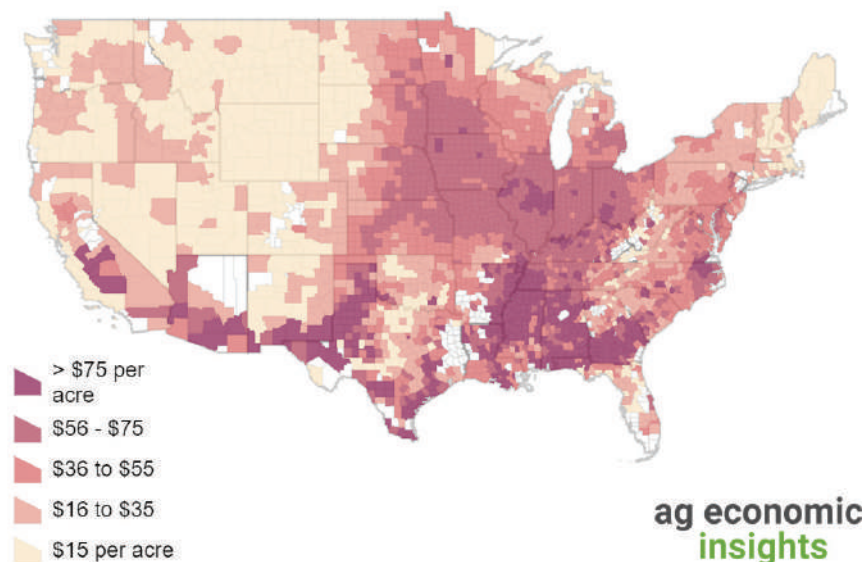 > $75 per
acre
$56 - $75
$36 to $55
$16 to $35
$15 per acre
ag economic
insights